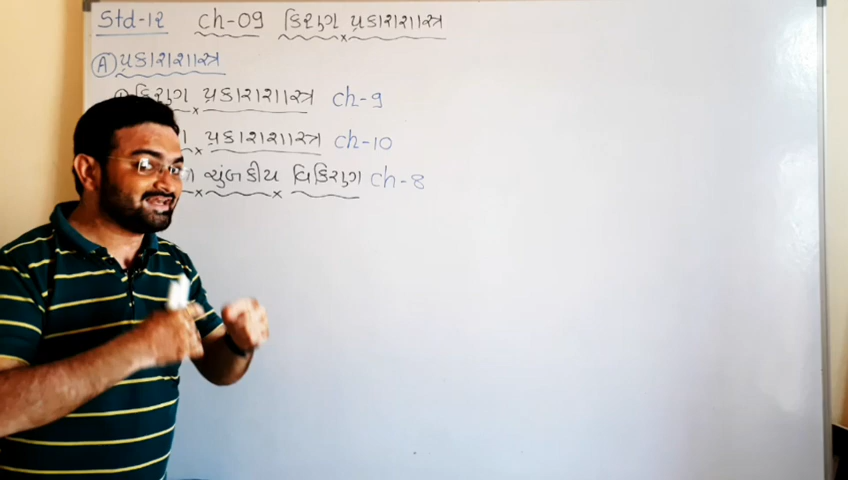 Std-12 ch-09 કિરણ પ્રકાશશાસ્ત્ર
(A) પ્રકાશશાસ્ત્ર
કિરણ પ્રકાશશાસ્ત્ર ch-9
પ્રકાશશાસ્ત્ર ch-10
ચુંબકીય વિકિરણ ch-8